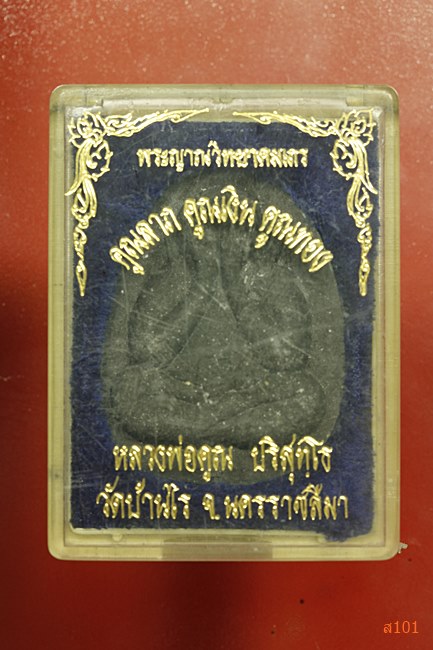 พระญาณวิทยาคมเถร
คูณลาภ คูณเงิน คูณทอง
หลวงพ่อคูณ ปริสุทฺโธ
วัดบ้านไร่ จ.นครราชสีมา
ส101